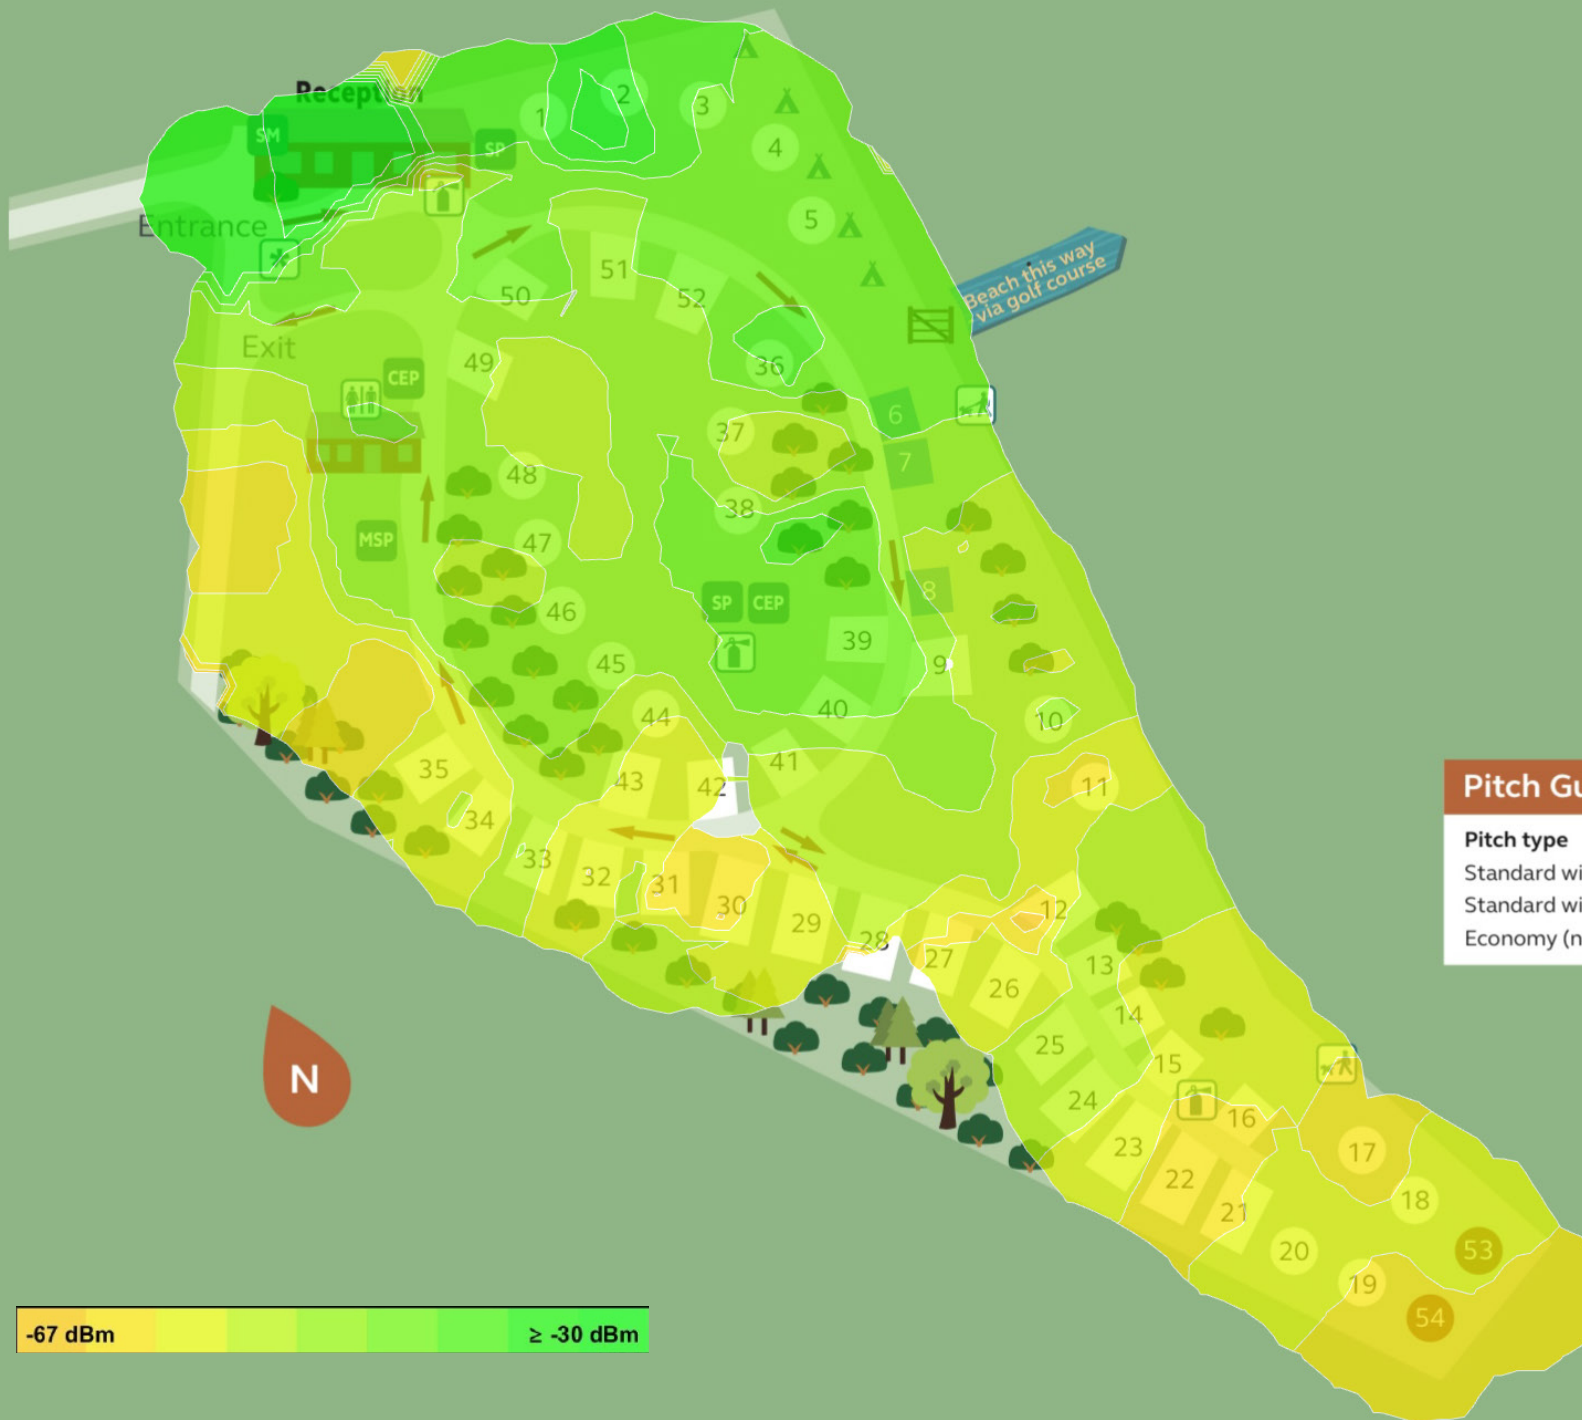 Reception
SM
SP
1
2
3
4
5
Entrance
51
50
52
Beach this way
via golf course
Exit
49
36
CEP
6
37
7
48
38
MSP
47
8
SP
CEP
46
39
9
45
40
44
10
41
35
43
42
11
34
33
32
31
30
29
12
28
27
26
13
14
25
15
24
16
23
17
22
18
21
20
53
19
54
Pitch Gu
Pitch type
Standard wi
Standard wi
Economy (n
N
-67 dBm
≥ -30 dBm